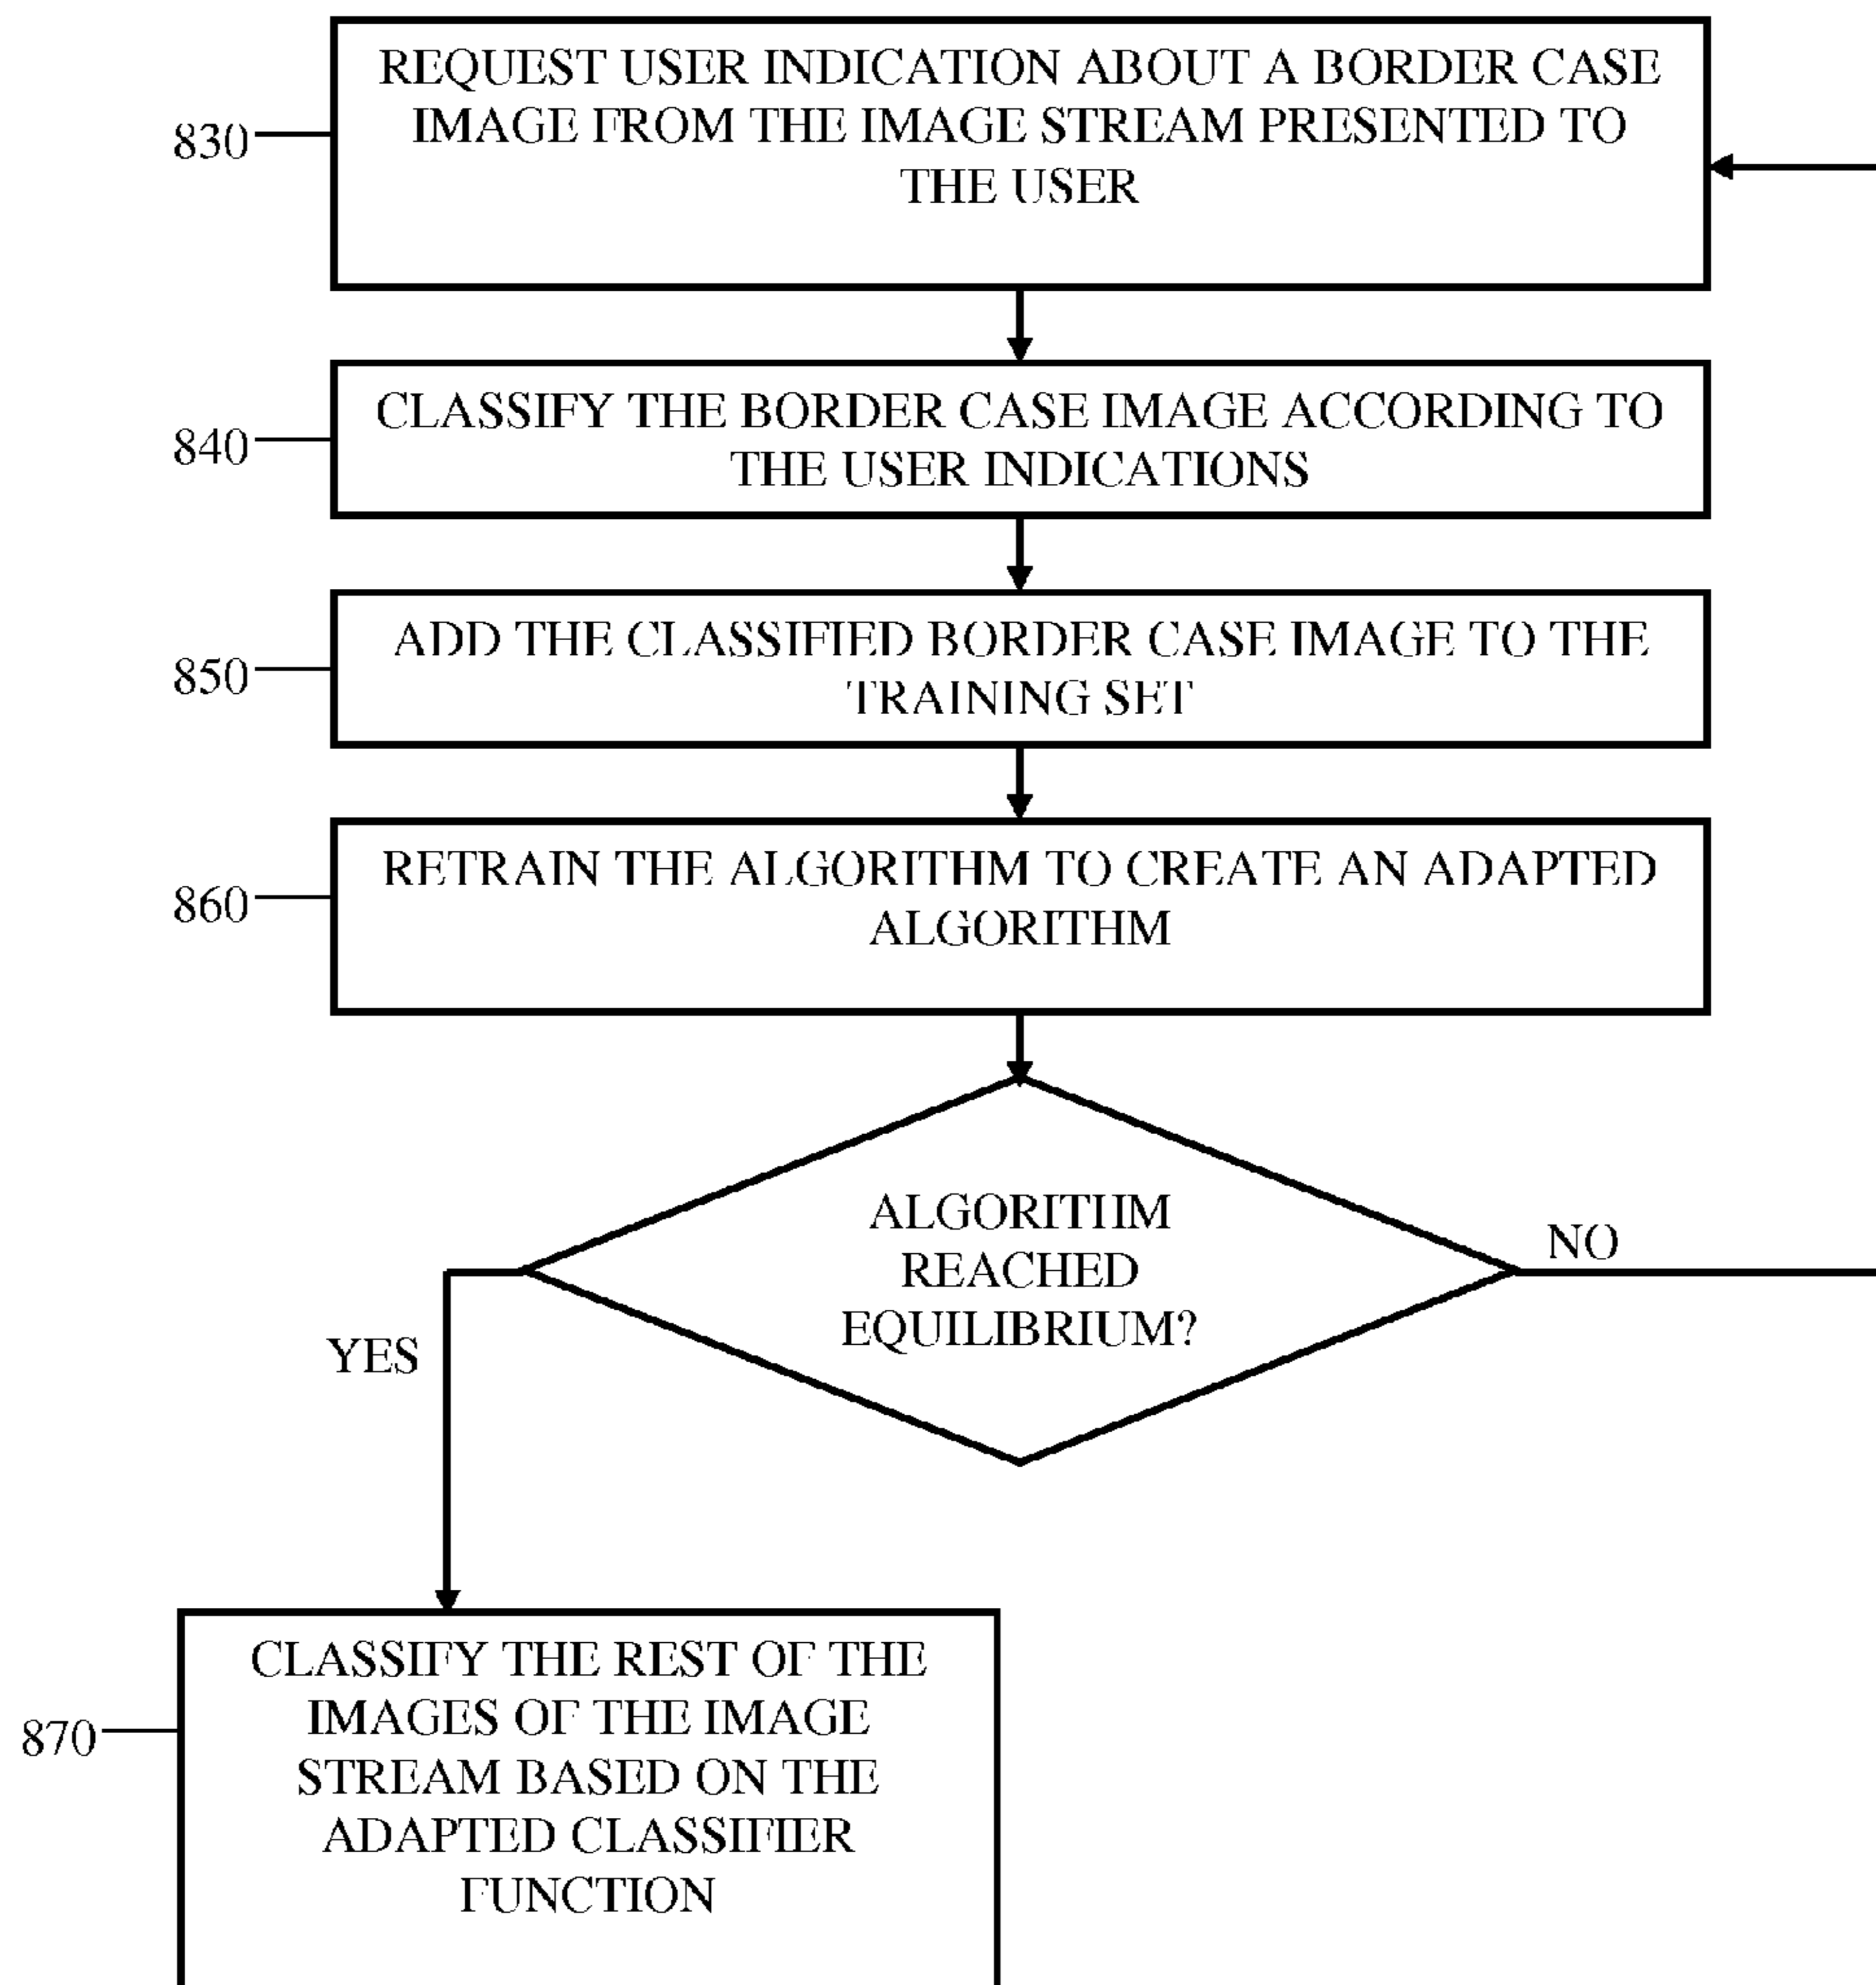 REQUEST USER INDICATION ABOUT A BORDER CASE
IMAGE FROM THE IMAGE STREAM PRESENTED TO
THE USER
830
CLASSIFY THE BORDER CASE IMAGE ACCORDING TO
THE USER INDICATIONS
840
ADD THE CLASSIFIED BORDER CASE IMAGE TO THE
TRAINING SET
850
RETRAIN THE ALGORITHM TO CREATE AN ADAPTED
ALGORITHM
860
ALGORITHM
REACHED
EQUILIBRIUM?
NO
YES
CLASSIFY THE REST OF THE
IMAGES OF THE IMAGE
STREAM BASED ON THE
ADAPTED CLASSIFIER
FUNCTION
870